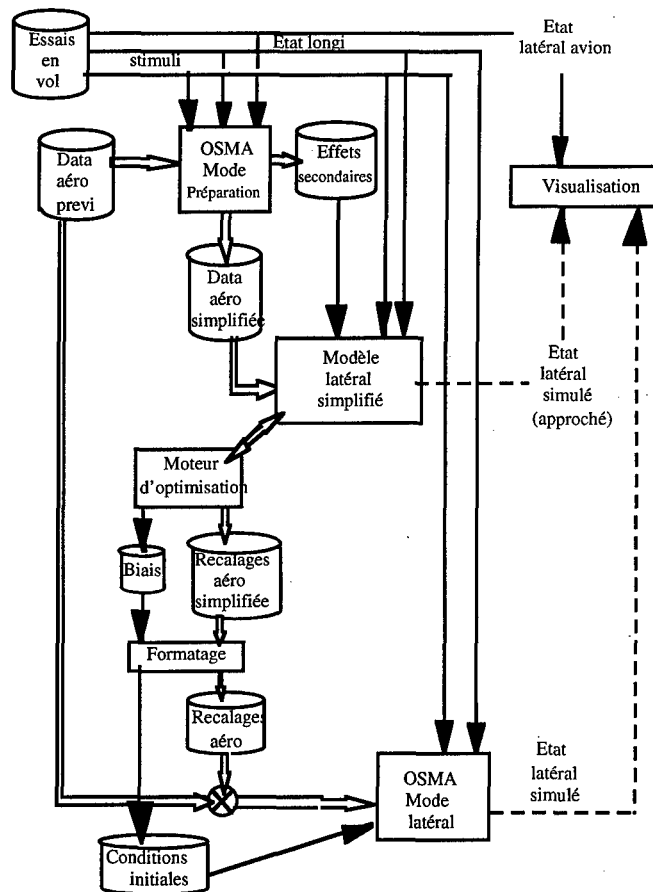 Essais
en
vol
stimuli
Etat longi
Etat
latéral avion
Data
aéro
previ
OSMA
Mode
Préparation
Effets
secondaires
Visualisation
Data
aéro
simplifiée
Modèle
latéral
simplifié
Etat
latéral
simulé
(approché)
Moteur
d'optimisation
Biais
Recalages
aéro
simplifiée
Formatage
Recalages
aéro
OSMA
Mode
latéral
Etat
latéral
simulé
Conditions
initiales